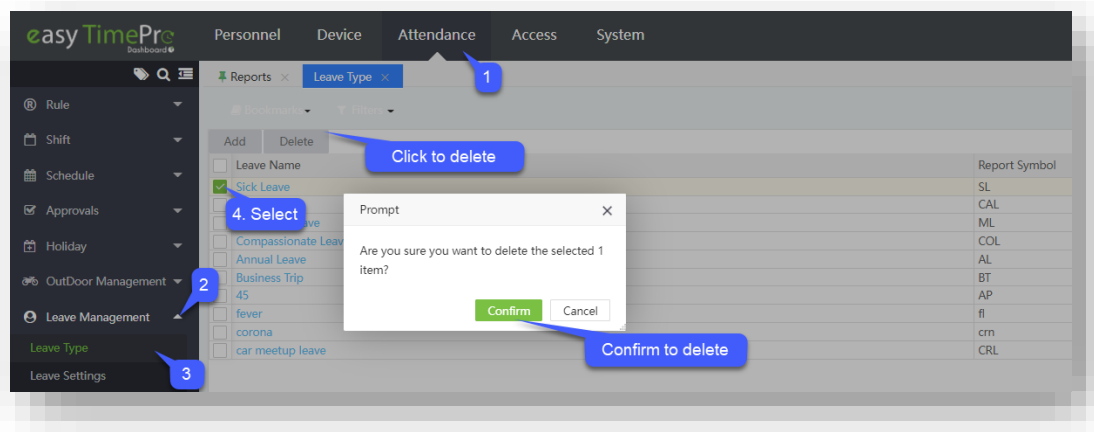 easy TimePro
Dashboard
Personnel Device Attendance Access System
1
Reports × Leave Type ×
Rule
Bookmarks Filters
Shift
Add Delete
Click to delete
Leave Name Report Symbol
Schedule
Sick Leave SL
4. Select
CAL
Approvals
ve ML
Compassionate Leav COL
Holiday
Annual Leave AL
Business Trip BT
OutDoor Management
2
45 AP
Leave Management
fever fl
corona crn
car meetup leave CRL
Leave Type
Leave Settings
3
Prompt ×
Are you sure you want to delete the selected 1
item?
Confirm Cancel
Confirm to delete